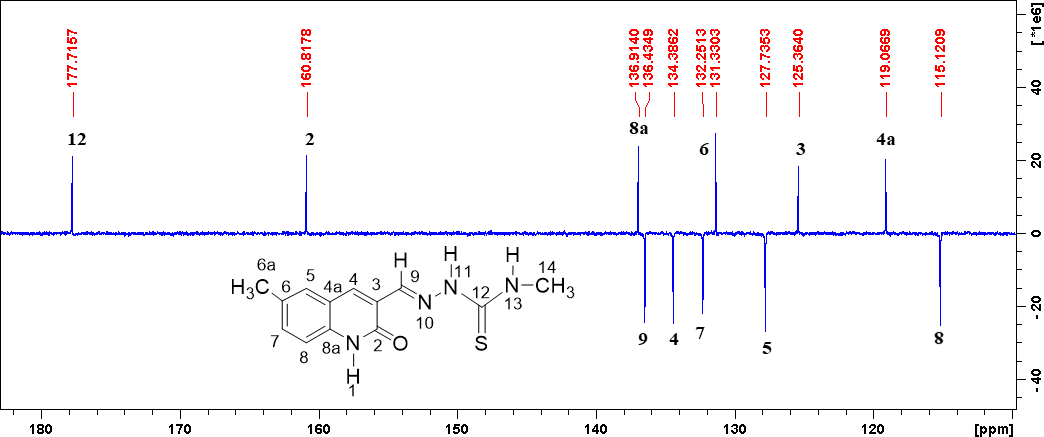 177.7157
160.8178
136.9140
136.4349
134.3862
132.2513
131.3303
127.7353
125.3640
119.0669
115.1209
[ *1e6]
40
20
0
-20
-40
12
2
8a
6
3
4a
9
4
7
5
8
6a
H3C
6
5
4a
4
3
H
9
N
10
H
N
11
12
S
H
N
13
14
CH3
7
8
8a
N
H
1
2
O
180
170
160
150
140
130
120
[ppm]